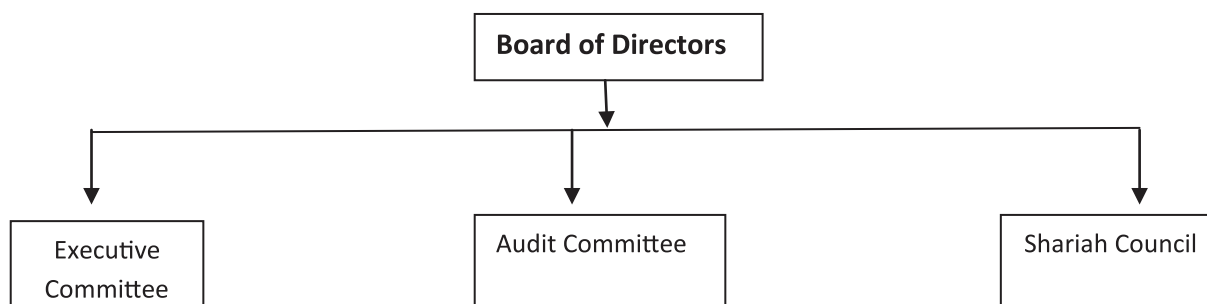 Board of Directors
Executive
Committee
Audit Committee
Shariah Council